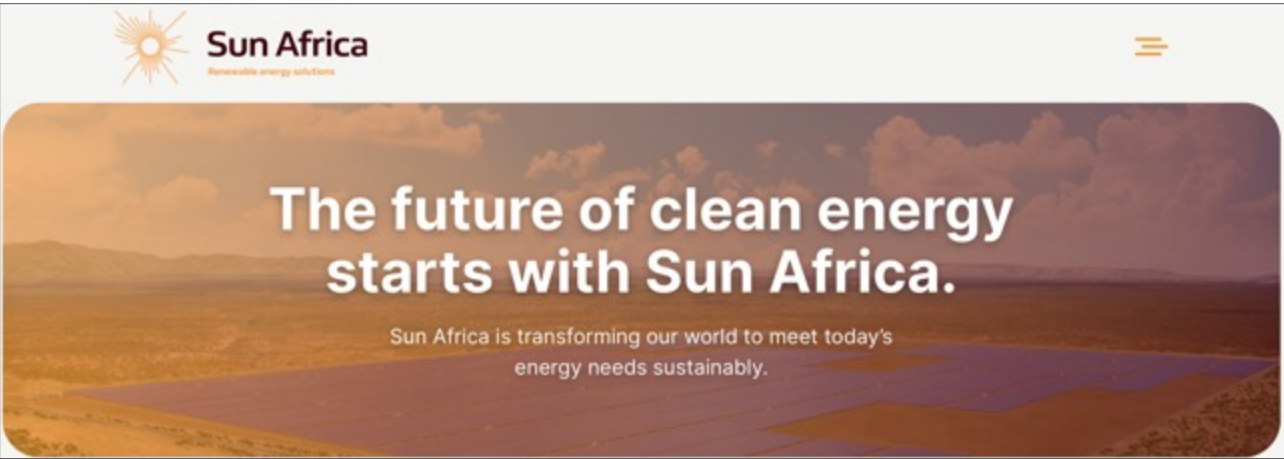 Sun Africa
Renewable energy solutions
The future of clean energy
starts with Sun Africa.
Sun Africa is transforming our world to meet today’s
energy needs sustainably.